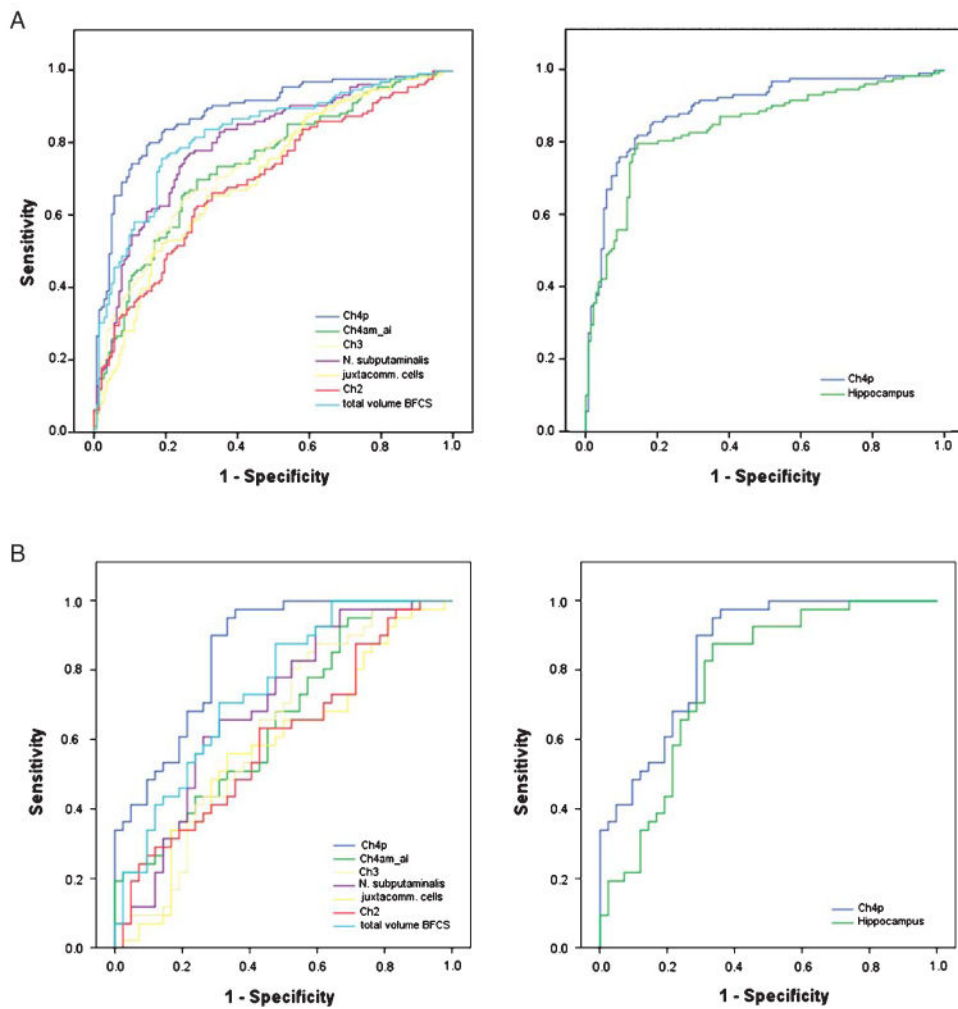 A
Sensitivity
1.0
0.8
0.6
0.4
0.2
0.0
Ch4p
Ch4am_al
Ch3
N. subputaminalis
juxtacomm. cells
Ch2
total volume BFCS
0.0 0.2 0.4 0.6 0.8 1.0
1 - Specificity
1.0
0.8
0.6
0.4
0.2
0.0
Ch4p
Hippocampus
0.0 0.2 0.4 0.6 0.8 1.0
1 - Specificity
B
Sensitivity
1.0
0.8
0.6
0.4
0.2
0.0
Ch4p
Ch4am_al
Ch3
N. subputaminalis
juxtacomm. cells
Ch2
total volume BFCS
0.0 0.2 0.4 0.6 0.8 1.0
1 - Specificity
Sensitivity
1.0
0.8
0.6
0.4
0.2
0.0
Ch4p
Hippocampus
0.0 0.2 0.4 0.6 0.8 1.0
1 - Specificity